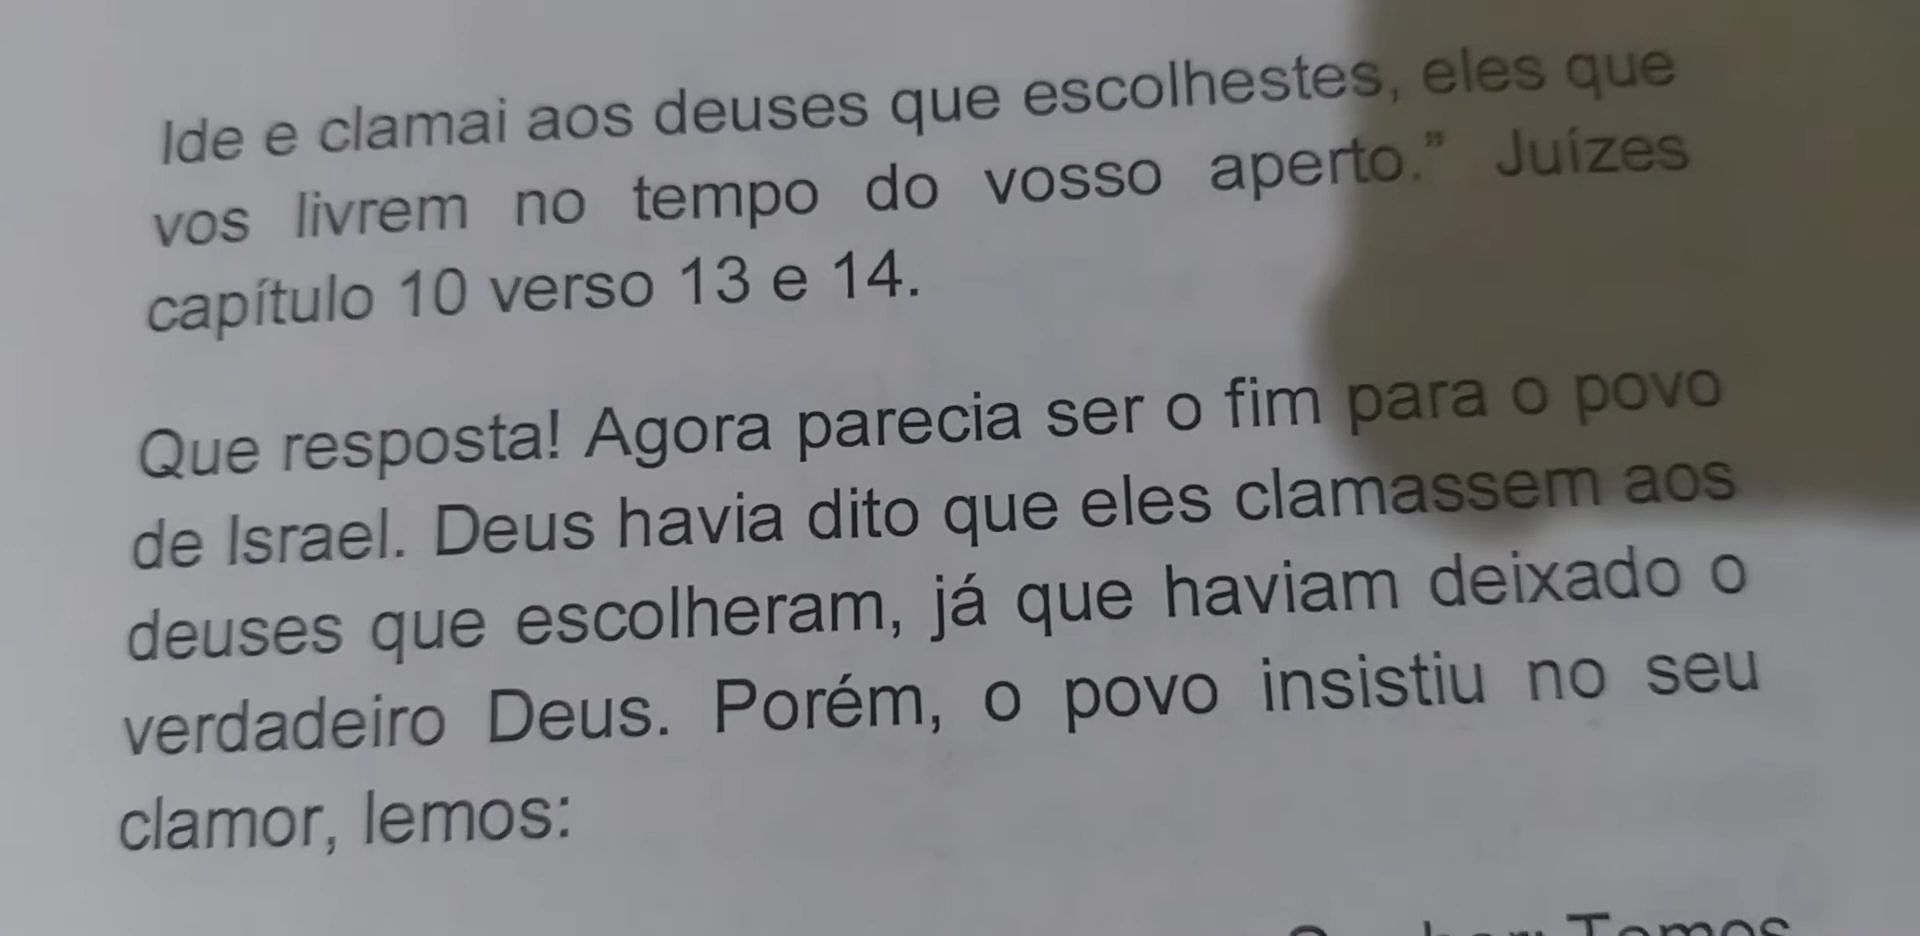 Ide e clamai aos deuses que escolhestes, eles que
vos livrem no tempo do vosso aperto.” Juízes
capítulo 10 verso 13 e 14.
Que resposta! Agora parecia ser o fim para o povo
de Israel. Deus havia dito que eles clamassem aos
deuses que escolheram, já que haviam deixado o
verdadeiro Deus. Porém, o povo insistiu no seu
clamor, lemos:
Temos